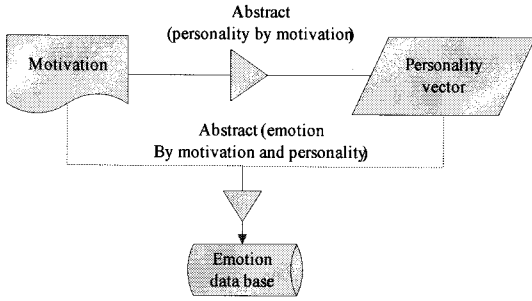 Abstract
(personality by motivation)
Motivation
Personality
vector
Abstract (emotion
By motivation and personality)
Emotion
data base